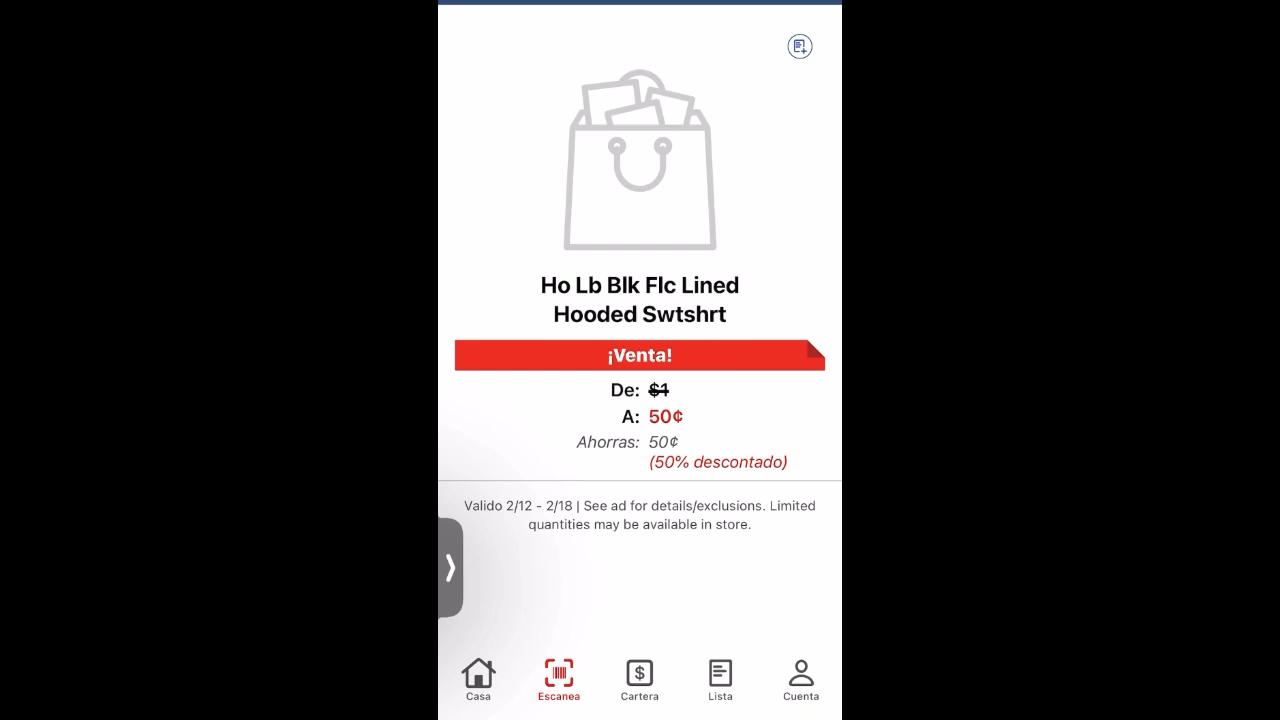 Ho Lb Blk Flc Lined
Hooded Swtshrt
¡Venta!
De: $1
A: 50¢
Ahorras: 50¢
(50% descontado)
Valido 2/12 - 2/18 | See ad for details/exclusions. Limited
quantities may be available in store.
$
Casa
Escanea
Cartera
Lista
Cuenta